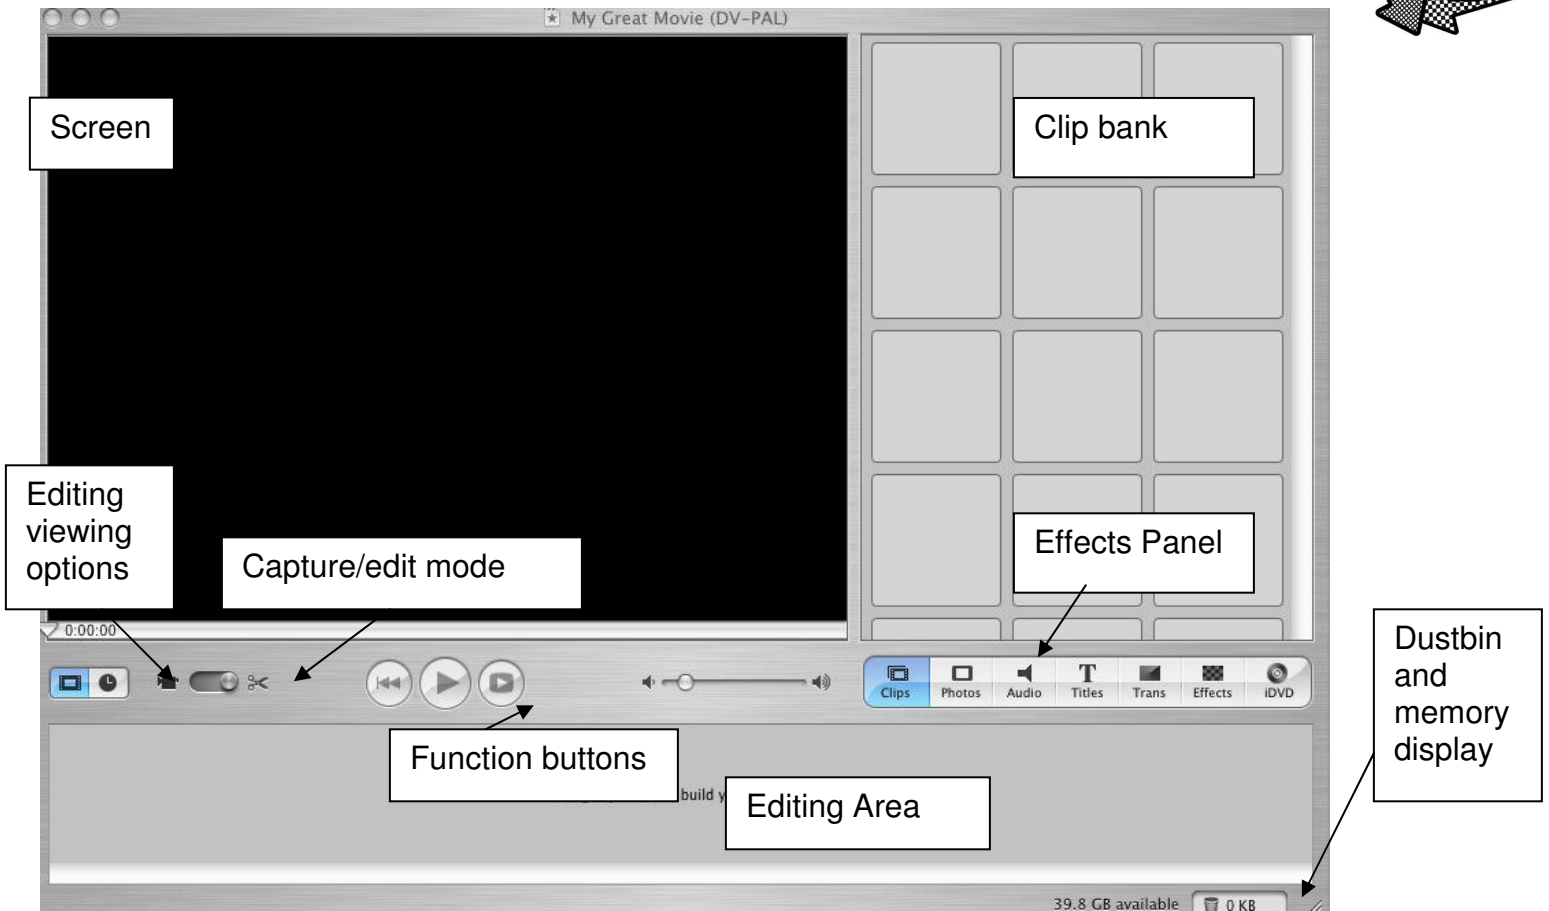 My Great Movie (DV-PAL)
Screen
Clip bank
Editing
viewing
options
Capture/edit mode
Effects Panel
0:00:00
Dustbin
and
memory
display
Clips
Photos
Audio
Titles
Trans
Effects
iDVD
Function buttons
build
Editing Area
39.8 GB available
0 KB